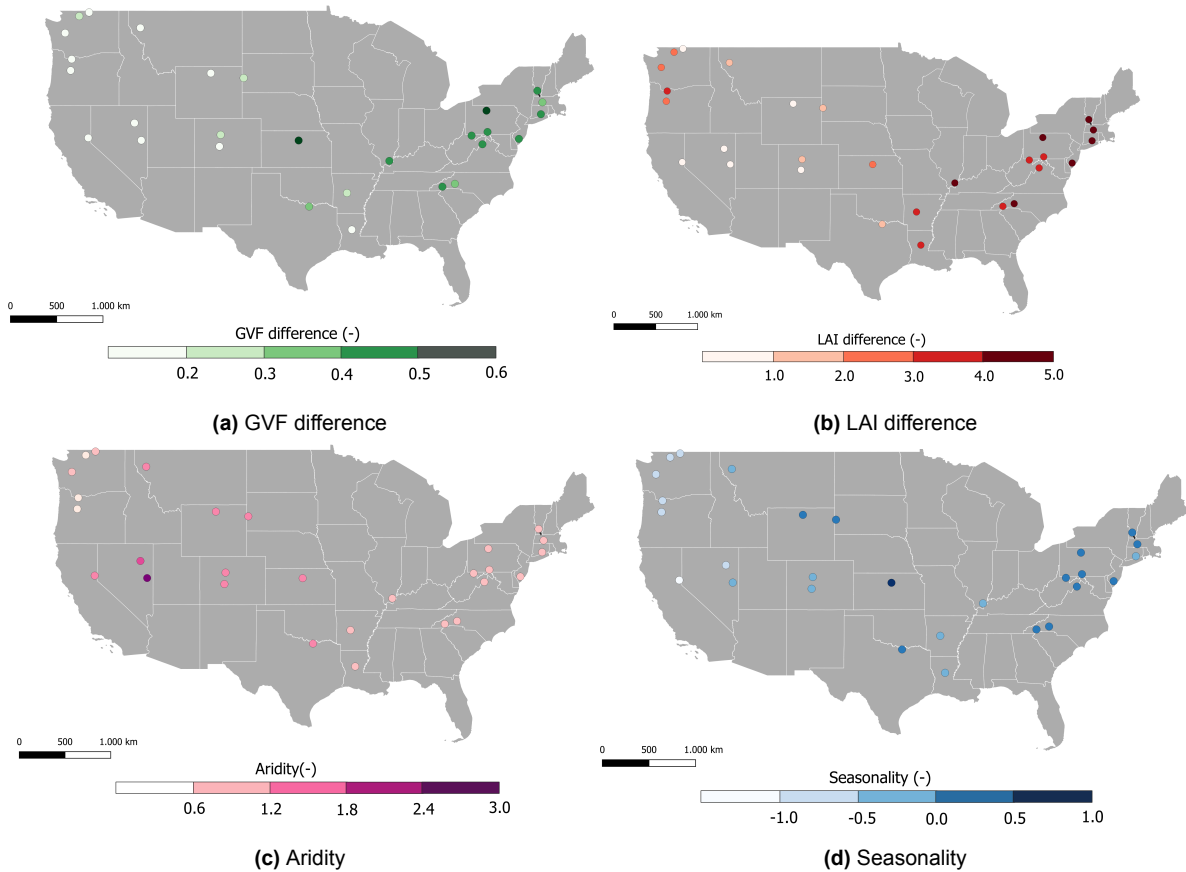 0 500 1.000 km
GVF difference (-)
0.2 0.3 0.4 0.5 0.6
(a) GVF difference
0 500 1.000 km
LAI difference (-)
1.0 2.0 3.0 4.0 5.0
(b) LAI difference
0 500 1.000 km
Aridity(-)
0.6 1.2 1.8 2.4 3.0
(c) Aridity
0 500 1.000 km
Seasonality (-)
-1.0 -0.5 0.0 0.5 1.0
(d) Seasonality